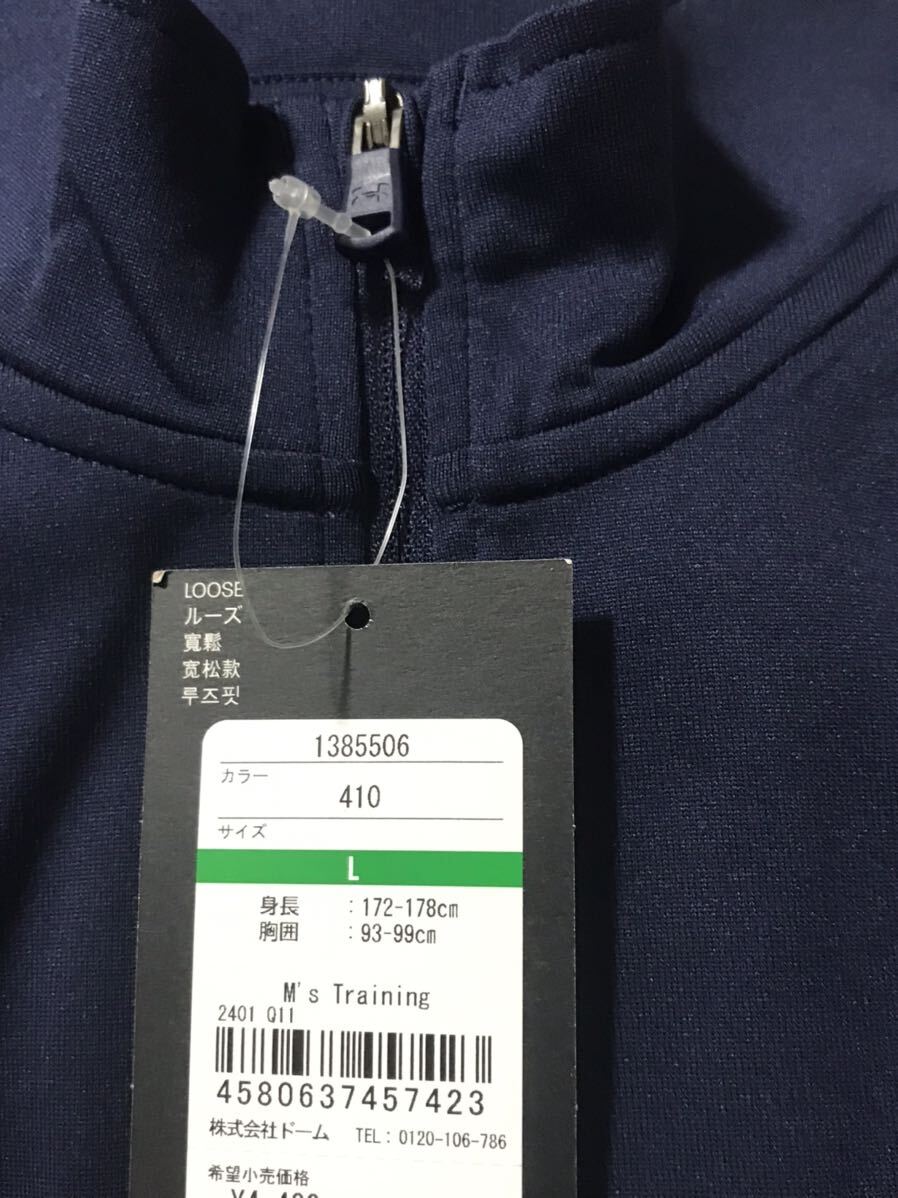 LOOSE
ルーズ
寬鬆
宽松款
루즈핏
1385506
カラー
410
サイズ
L
身長 : 172-178cm
胸囲 : 93-99cm
M's Training
2401 Q11
4580637457423
株式会社ドーム TEL : 0120-106-786
希望小売価格